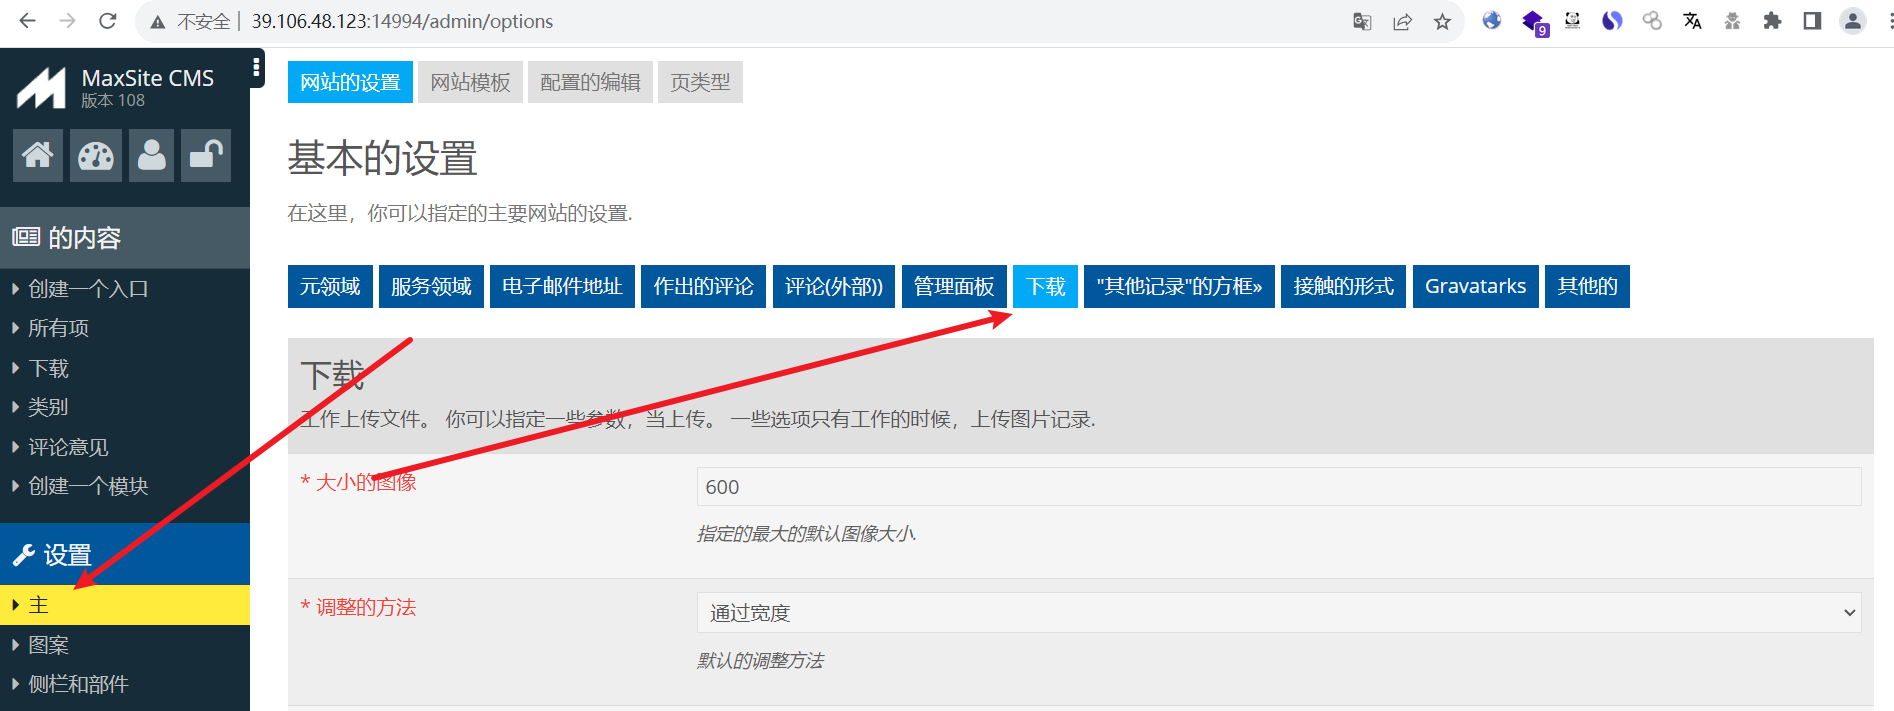 不安全 39.106.48.123:14994/admin/options
9
MaxSite CMS
版本 108
的内容
创建一个入口
所有项
下载
类别
评论意见
创建一个模块
设置
主
图案
侧栏和部件
网站的设置 网站模板 配置的编辑 页类型
基本的设置
在这里，你可以指定的主要网站的设置.
元领域 服务领域 电子邮件地址 作出的评论 评论(外部)) 管理面板 下载 "其他记录"的方框» 接触的形式 Gravatarks 其他的
下载
工作上传文件。 你可以指定一些参数，当上传。 一些选项只有工作的时候，上传图片记录.
* 大小的图像
600
指定的最大的默认图像大小.
* 调整的方法
通过宽度
默认的调整方法